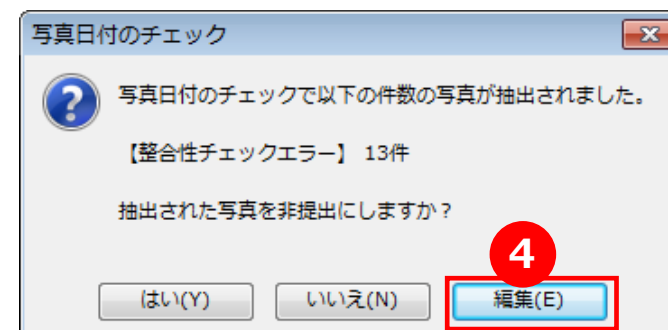 写真日付のチェック
写真日付のチェックで以下の件数の写真が抽出されました。
【整合性チェックエラー】 13件
抽出された写真を非提出にしますか？
4
はい(Y) いいえ(N) 編集(E)